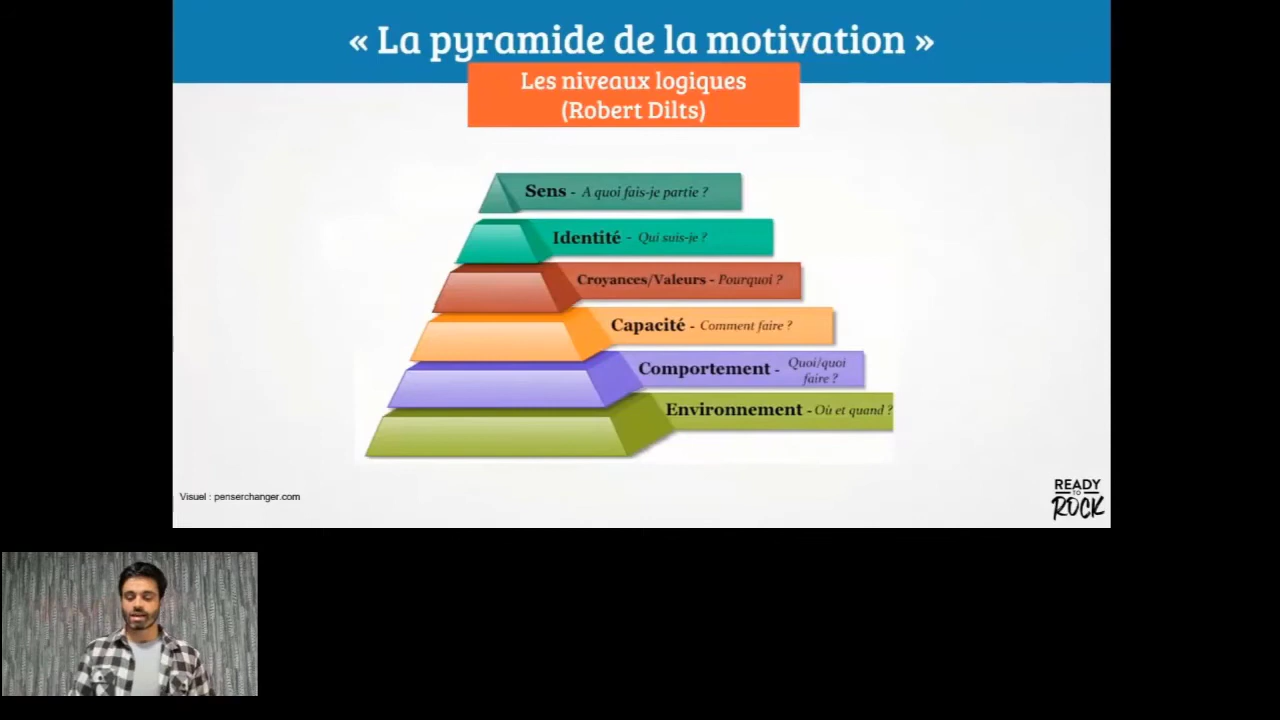 « La pyramide de la motivation »
Les niveaux logiques
(Robert Dilts)
Sens - A quoi fais-je partie ?
Identité - Qui suis-je ?
Croyances/Valeurs - Pourquoi ?
Capacité - Comment faire ?
Comportement - Quoi/quoi
faire ?
Environnement - Où et quand ?
Visuel : penserchanger.com
READY
TO
ROCK